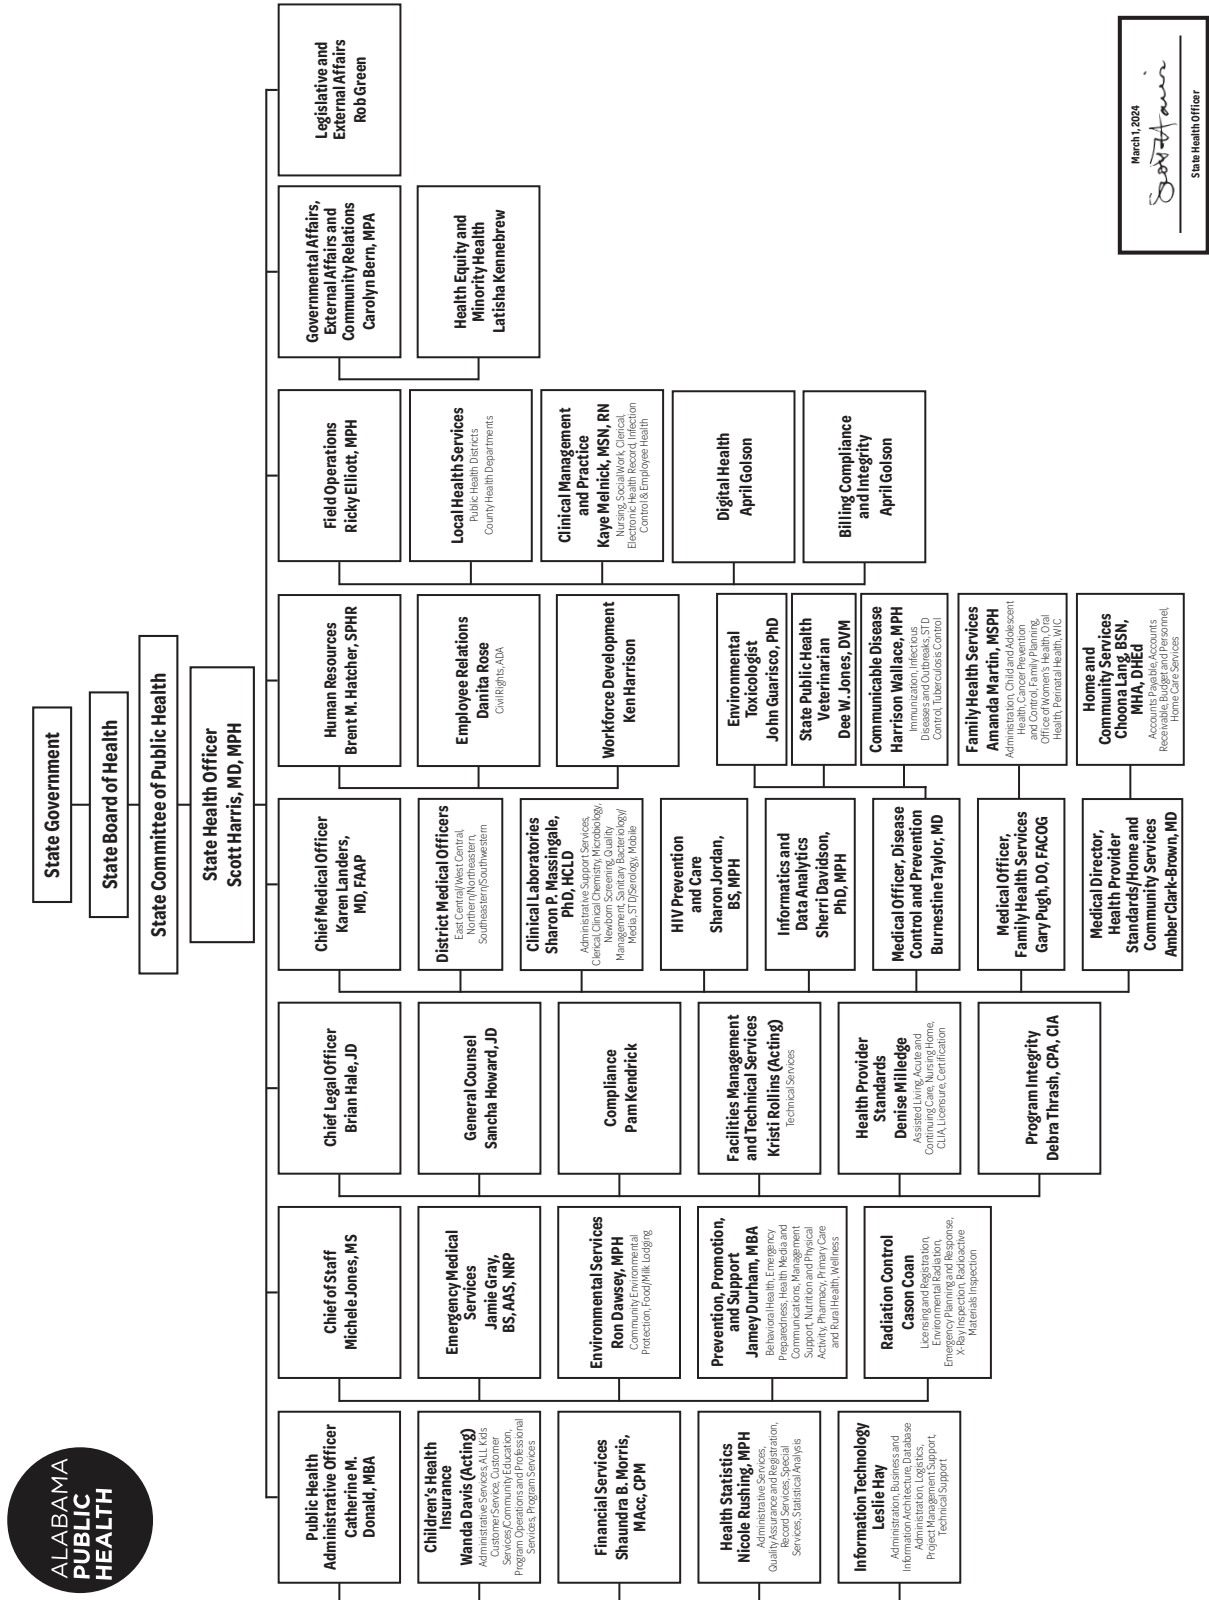 ALABAMA
PUBLIC
HEALTH
State Government
State Board of Health
State Committee of Public Health
State Health Officer
Scott Harris, MD, MPH
Public Health
Administrative Officer
Catherine M.
Donald, MBA
Children's Health
Insurance
Wanda Davis (Acting)
Administrative Services, ALL Kids
Customer Service, Customer
Services/Community Education,
Program Operations and Professional
Services, Program Services
Financial Services
Shaundra B. Morris,
MAcc, CPM
Health Statistics
Nicole Rushing, MPH
Administrative Services,
Quality Assurance and Registration,
Record Services, Special
Services, Statistical Analysis
Information Technology
Leslie Hay
Administration, Business and
Information Architecture, Database
Administration, Logistics,
Project Management Support,
Technical Support
Chief of Staff
Michele Jones, MS
Emergency Medical
Services
Jamie Gray,
BS, AAS, NRP
Environmental Services
Ron Dawsey, MPH
Community Environmental
Protection, Food/Milk Lodging
Prevention, Promotion,
and Support
Jamey Durham, MBA
Behavioral Health, Emergency
Preparedness, Health Media and
Communications, Management
Support, Nutrition and Physical
Activity, Pharmacy, Primary Care
and Rural Health, Wellness
Radiation Control
Cason Coan
Licensing and Registration,
Environmental Radiation,
Emergency Planning and Response,
X-Ray Inspection, Radioactive
Materials Inspection
Chief Legal Officer
Brian Hale, JD
General Counsel
Sancha Howard, JD
Compliance
Pam Kendrick
Facilities Management
and Technical Services
Kristi Rollins (Acting)
Technical Services
Health Provider
Standards
Denise Milledge
Assisted Living, Acute and
Continuing Care, Nursing Home,
CLIA, Licensure, Certification
Program Integrity
Debra Thrash, CPA, CIA
Chief Medical Officer
Karen Landers,
MD, FAAP
District Medical Officers
East Central/West Central,
Northern/Northeastern,
Southeastern/Southwestern
Clinical Laboratories
Sharon P. Massingale,
PhD, HCLD
Administrative Support Services,
Clerical, Clinical Chemistry, Microbiology,
Newborn Screening, Quality
Management, Sanitary Bacteriology/
Media, STD/Serology, Mobile
HIV Prevention
and Care
Sharon Jordan,
BS, MPH
Informatics and
Data Analytics
Sherri Davidson,
PhD, MPH
Medical Officer, Disease
Control and Prevention
Burnestine Taylor, MD
Medical Officer,
Family Health Services
Gary Pugh, DO, FACOG
Medical Director,
Health Provider
Standards/Home and
Community Services
Amber Clark-Brown, MD
Human Resources
Brent M. Hatcher, SPHR
Employee Relations
Danita Rose
Civil Rights, ADA
Workforce Development
Ken Harrison
Environmental
Toxicologist
John Guarisco, PhD
State Public Health
Veterinarian
Dee W. Jones, DVM
Communicable Disease
Harrison Wallace, MPH
Immunization, Infectious
Diseases and Outbreaks, STD
Control, Tuberculosis Control
Family Health Services
Amanda Martin, MSPH
Administration, Child and Adolescent
Health, Cancer Prevention
and Control, Family Planning,
Office of Women's Health, Oral
Health, Perinatal Health, WIC
Home and
Community Services
Choona Lang, BSN,
MHA, DHEd
Accounts Payable, Accounts
Receivable, Budget and Personnel,
Home Care Services
Field Operations
Ricky Elliott, MPH
Local Health Services
Public Health Districts
County Health Departments
Clinical Management
and Practice
Kaye Melnick, MSN, RN
Nursing, Social Work, Clerical,
Electronic Health Record, Infection
Control & Employee Health
Digital Health
April Golson
Billing Compliance
and Integrity
April Golson
Governmental Affairs,
External Affairs and
Community Relations
Carolyn Bern, MPA
Health Equity and
Minority Health
Latisha Kennebrew
Legislative and
External Affairs
Rob Green
March 1, 2024
Scott Harris
State Health Officer